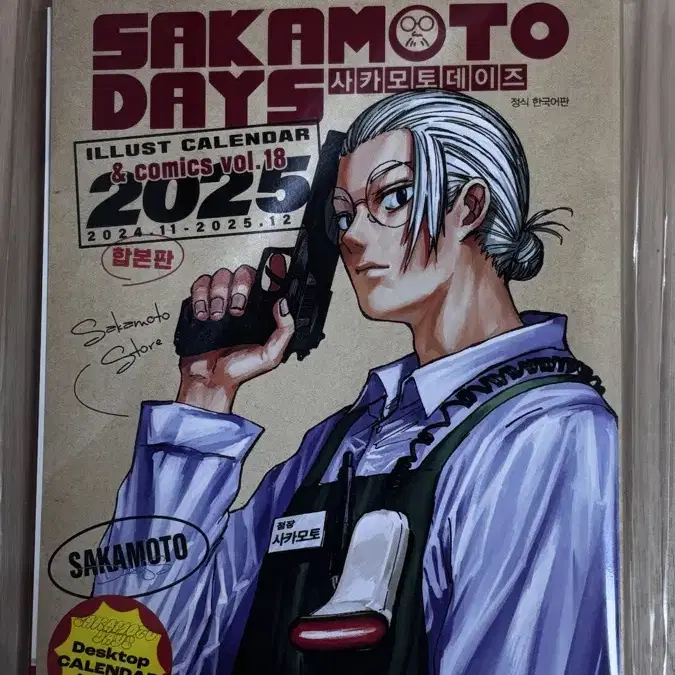 SAKAMOTO
DAYS
사카모토데이즈
정식 한국어판
ILLUST CALENDAR
& comics vol.18
2025
2024.11-2025.12
합본판
Sakamoto
Store
점장
사카모토
SAKAMOTO
SAKAMOTO
DAYS
Desktop
CALENDAR